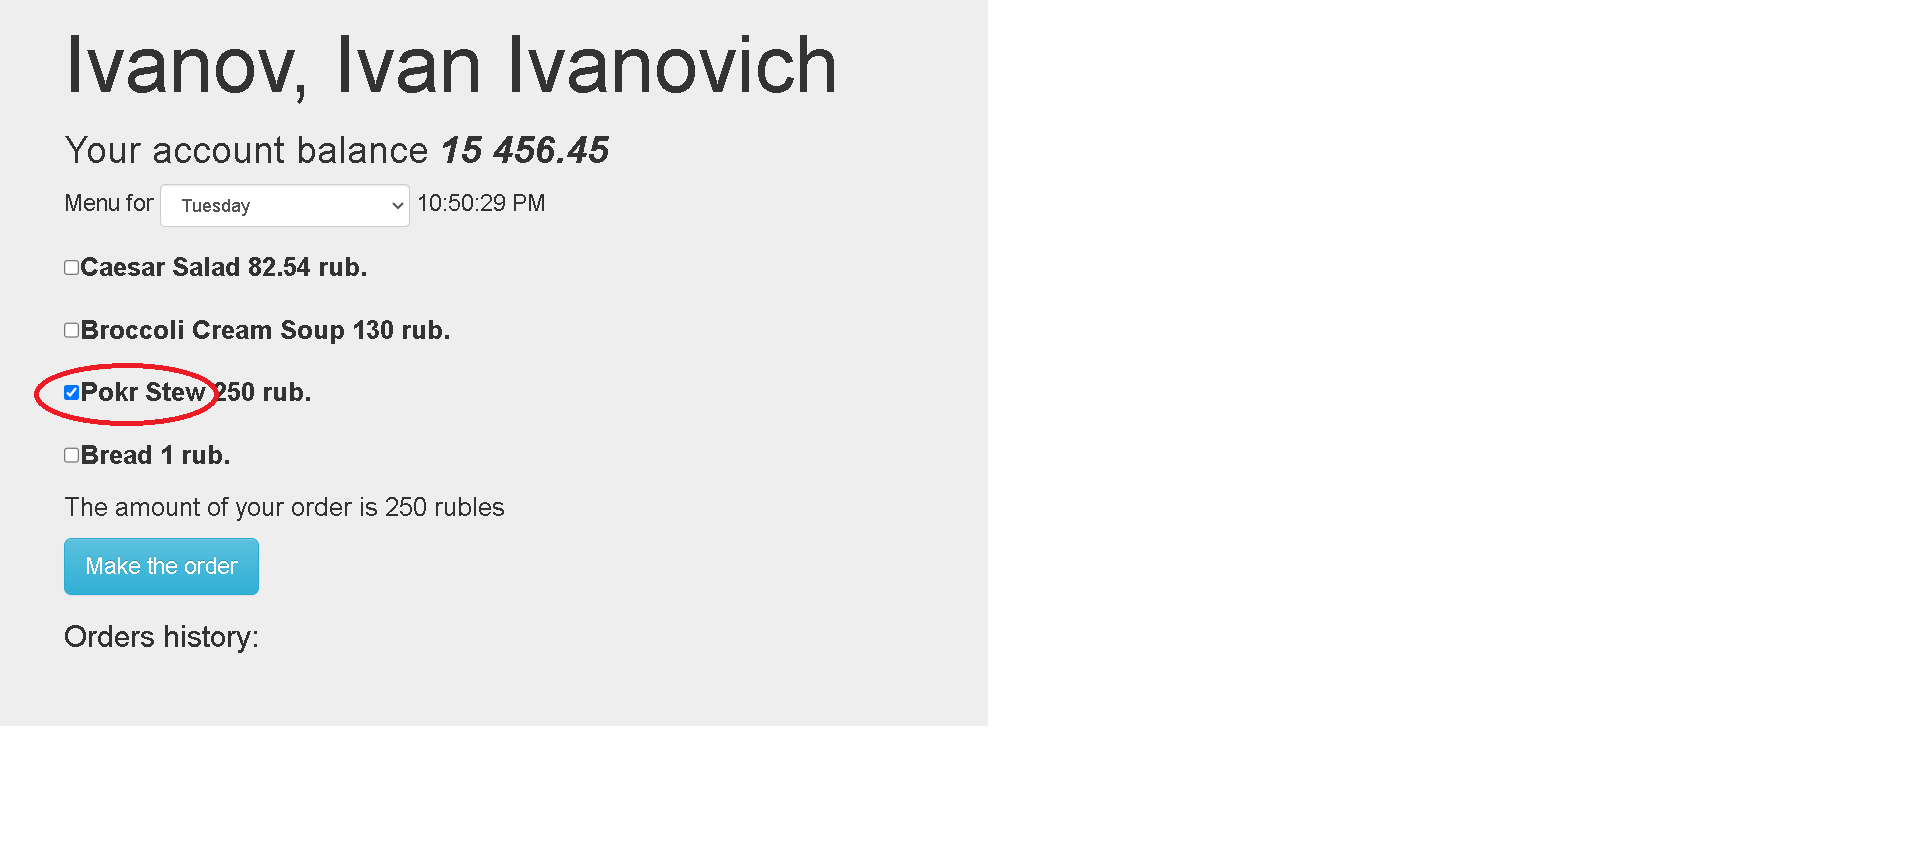 Ivanov, Ivan Ivanovich
Your account balance 15 456.45
Menu for Tuesday 10:50:29 PM
Caesar Salad 82.54 rub.
Broccoli Cream Soup 130 rub.
Pokr Stew 250 rub.
Bread 1 rub.
The amount of your order is 250 rubles
Make the order
Orders history: